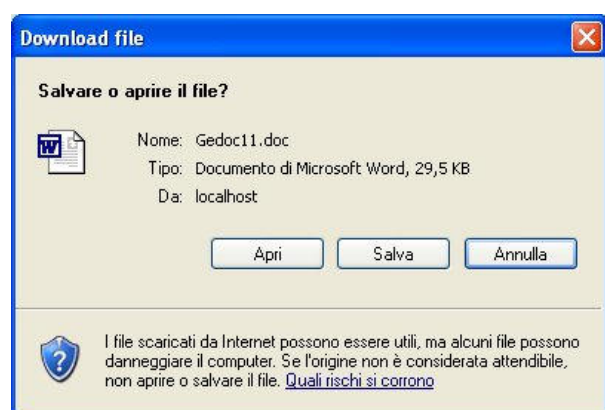 Download file
Salvare o aprire il file?
Nome: Gedoc11.doc
Tipo: Documento di Microsoft Word, 29,5 KB
Da: localhost
Apri Salva Annulla
I file scaricati da Internet possono essere utili, ma alcuni file possono
danneggiare il computer. Se l'origine non è considerata attendibile,
non aprire o salvare il file. Quali rischi si corrono